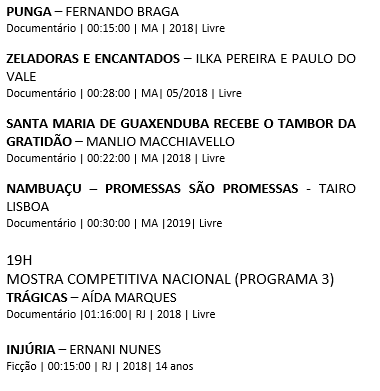 PUNGA – FERNANDO BRAGA
Documentário | 00:15:00 | MA | 2018| Livre
ZELADORAS E ENCANTADOS – ILKA PEREIRA E PAULO DO
VALE
Documentário | 00:28:00 | MA| 05/2018 | Livre
SANTA MARIA DE GUAXENDUBA RECEBE O TAMBOR DA
GRATIDÃO – MANLIO MACCHIAVELLO
Documentário | 00:22:00 | MA |2018 | Livre
NAMBUAÇU – PROMESSAS SÃO PROMESSAS - TAIRO
LISBOA
Documentário | 00:30:00 | MA |2019| Livre
19H
MOSTRA COMPETITIVA NACIONAL (PROGRAMA 3)
TRÁGICAS – AÍDA MARQUES
Documentário |01:16:00| RJ | 2018 | Livre
INJÚRIA – ERNANI NUNES
Ficção | 00:15:00 | RJ | 2018| 14 anos